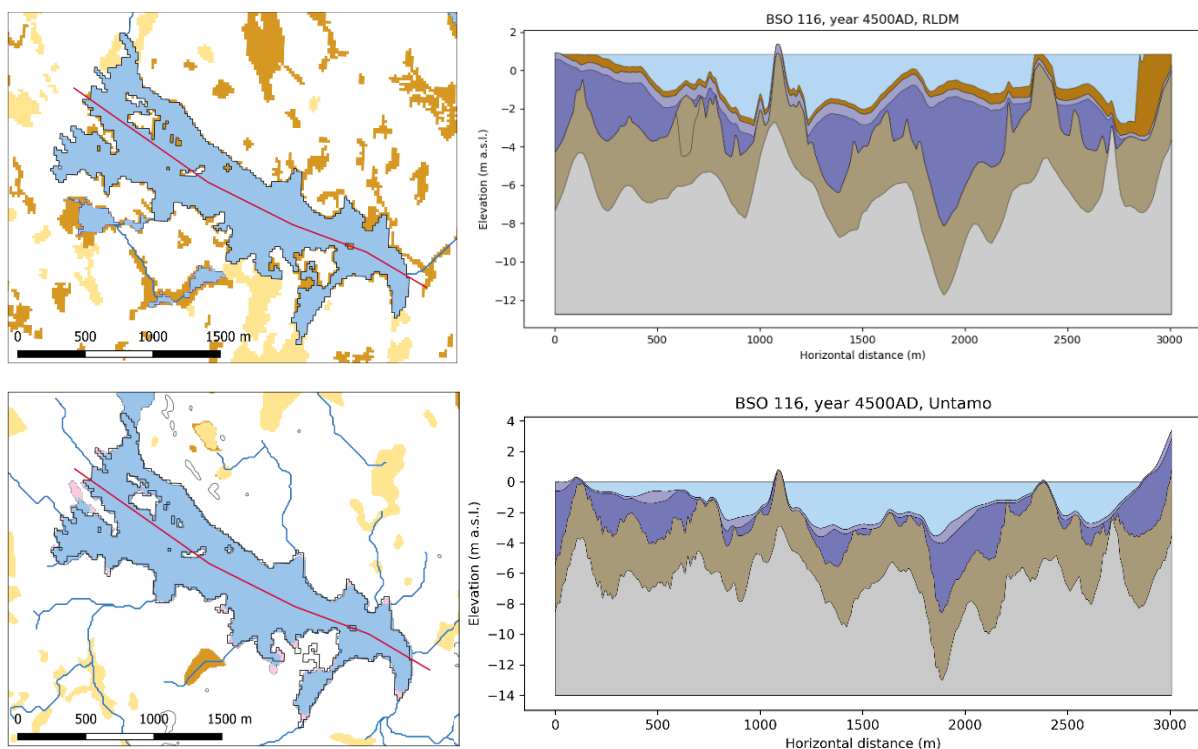 0 500 1000 1500 m
BSO 116, year 4500AD, RLDM
2
0
−2
−4
−6
−8
−10
−12
Elevation (m a.s.l.)
0 500 1000 1500 2000 2500 3000
Horizontal distance (m)
0 500 1000 1500 m
BSO 116, year 4500AD, Untamo
4
2
0
−2
−4
−6
−8
−10
−12
−14
Elevation (m a.s.l.)
0 500 1000 1500 2000 2500 3000
Horizontal distance (m)